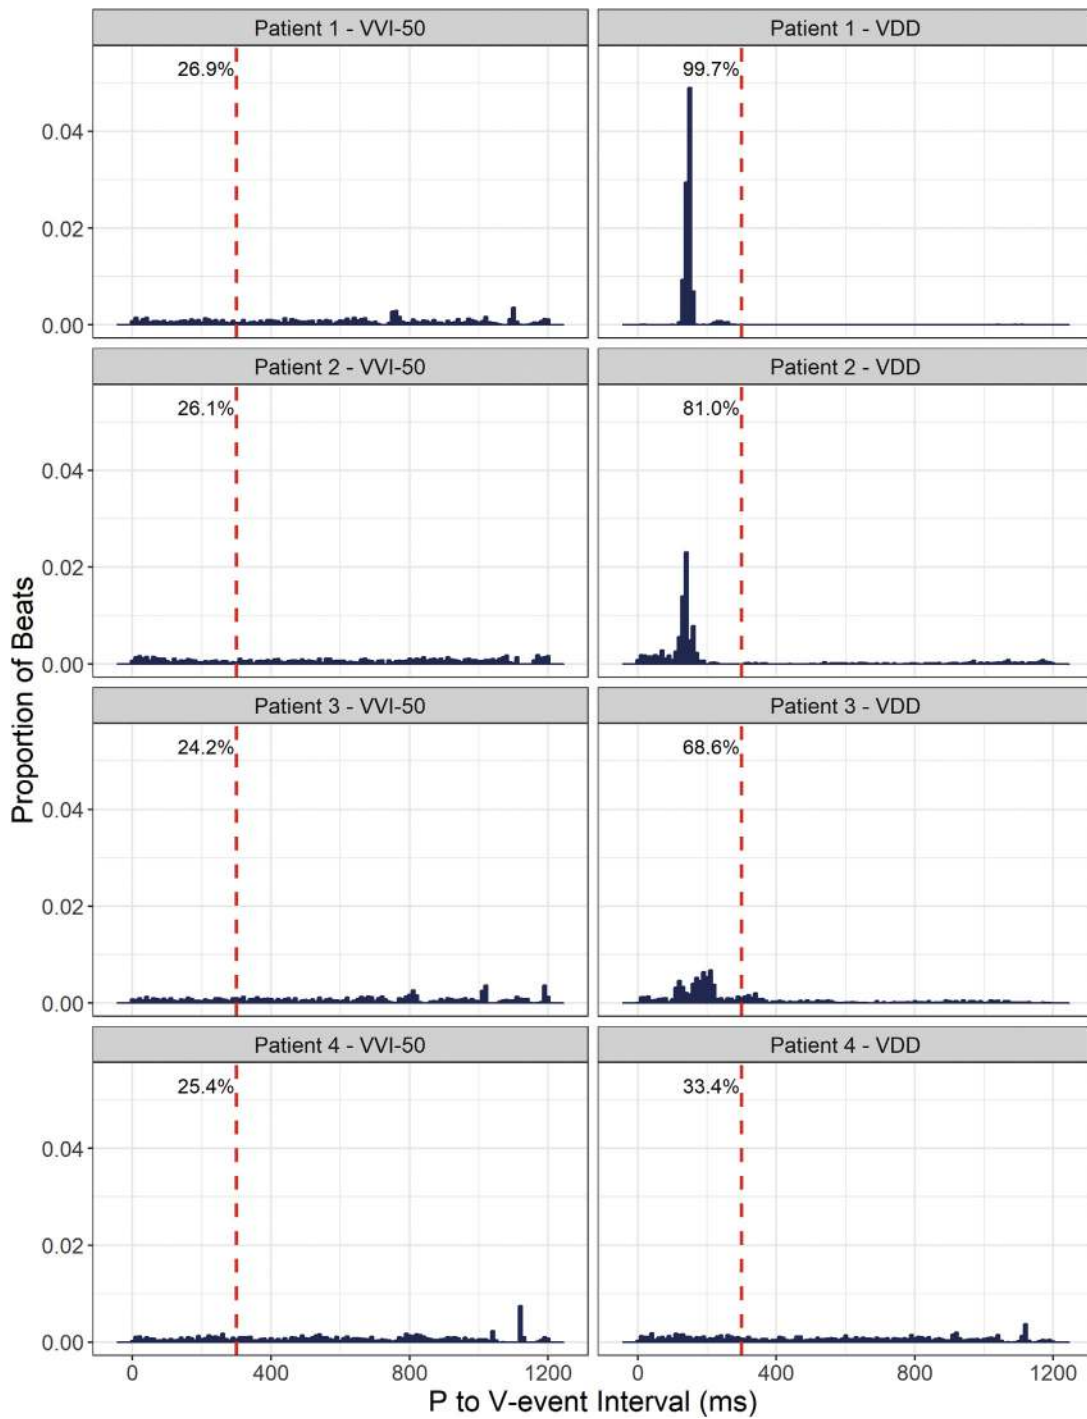 Patient 1 - VVI-50
Patient 1 - VDD
26.9%
99.7%
0.04
0.02
0.00
Patient 2 - VVI-50
Patient 2 - VDD
26.1%
81.0%
0.04
0.02
0.00
Patient 3 - VVI-50
Patient 3 - VDD
24.2%
68.6%
0.04
0.02
0.00
Patient 4 - VVI-50
Patient 4 - VDD
25.4%
33.4%
0.04
0.02
0.00
0 400 800 1200
0 400 800 1200
Proportion of Beats
P to V-event Interval (ms)